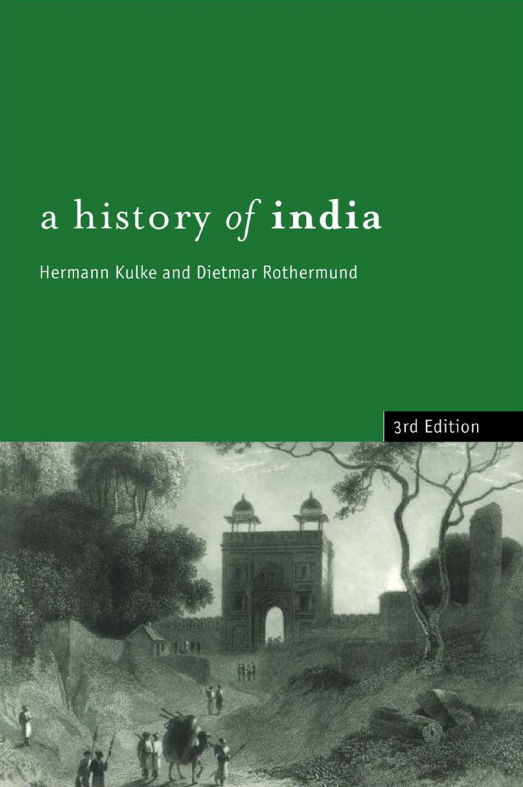 a history of india
Hermann Kulke and Dietmar Rothermund
3rd Edition